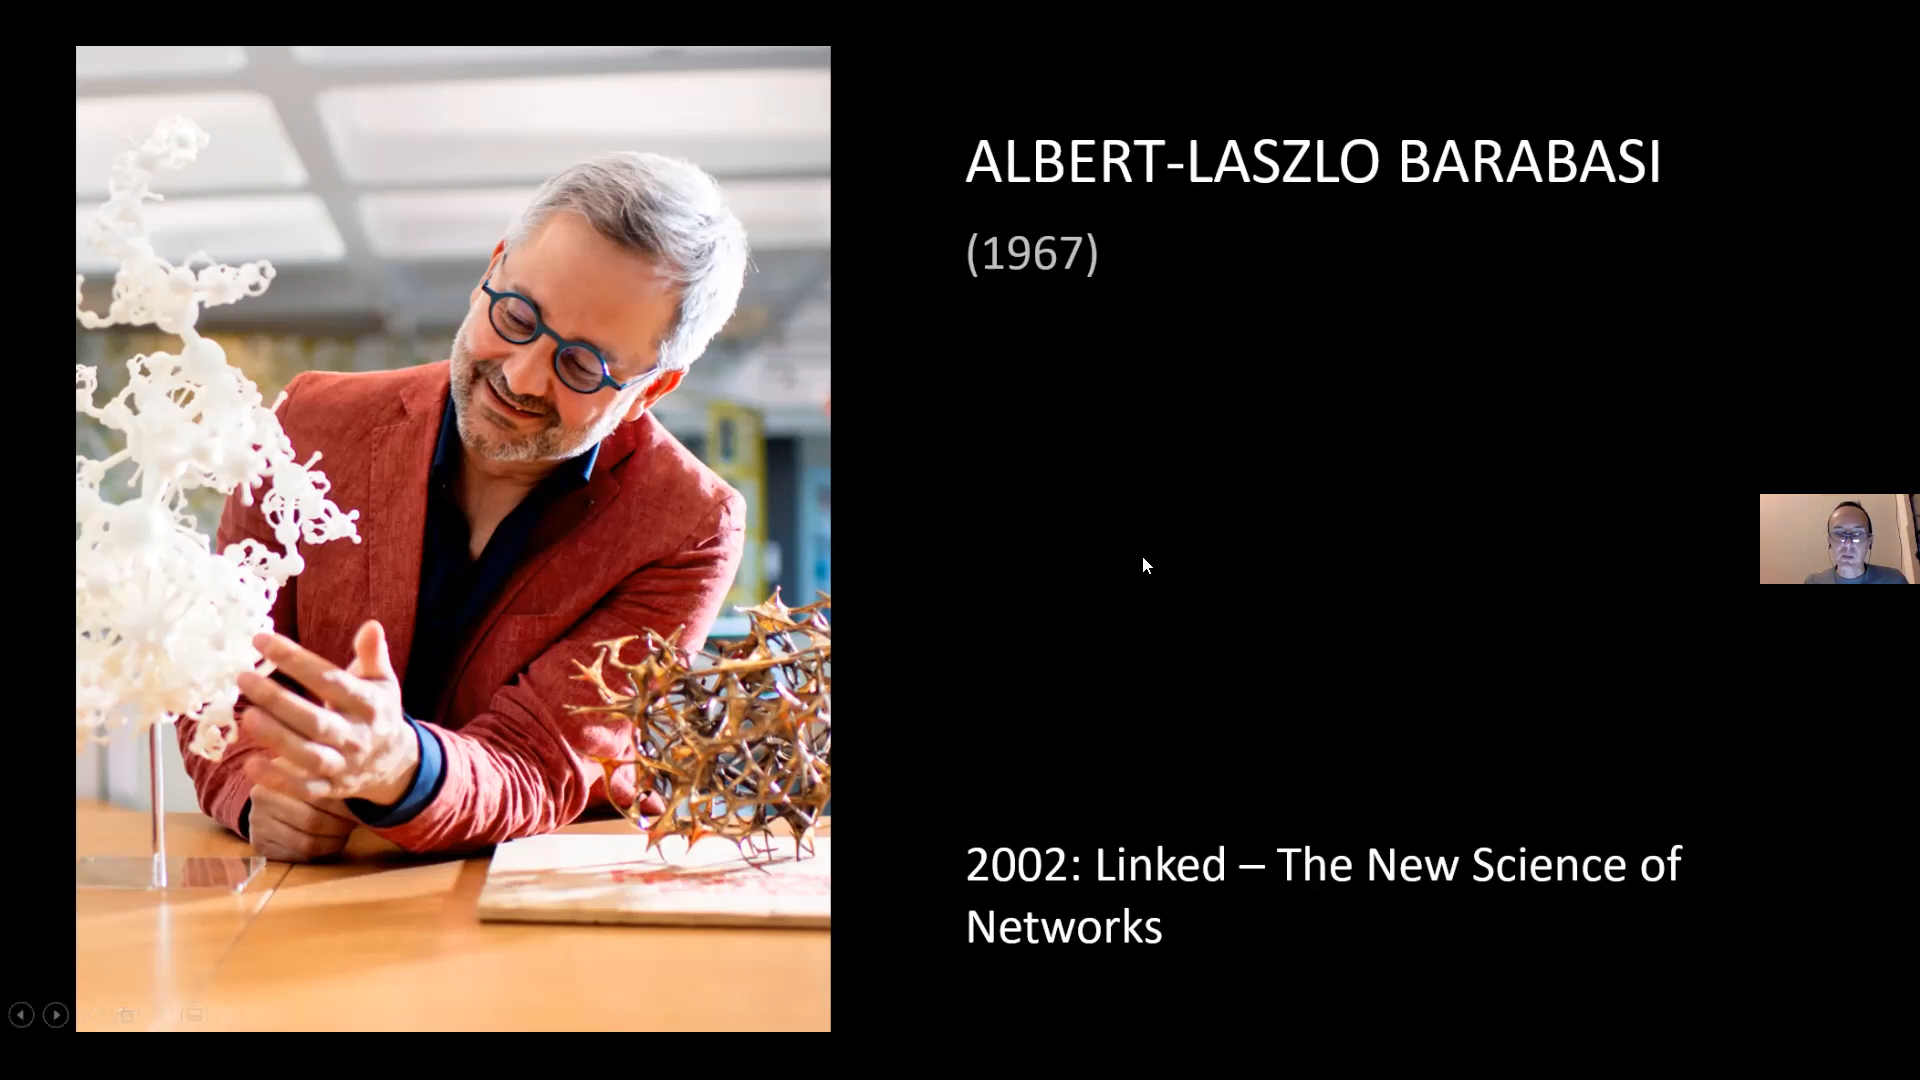 ALBERT-LASZLO BARABASI
(1967)
2002: Linked – The New Science of
Networks